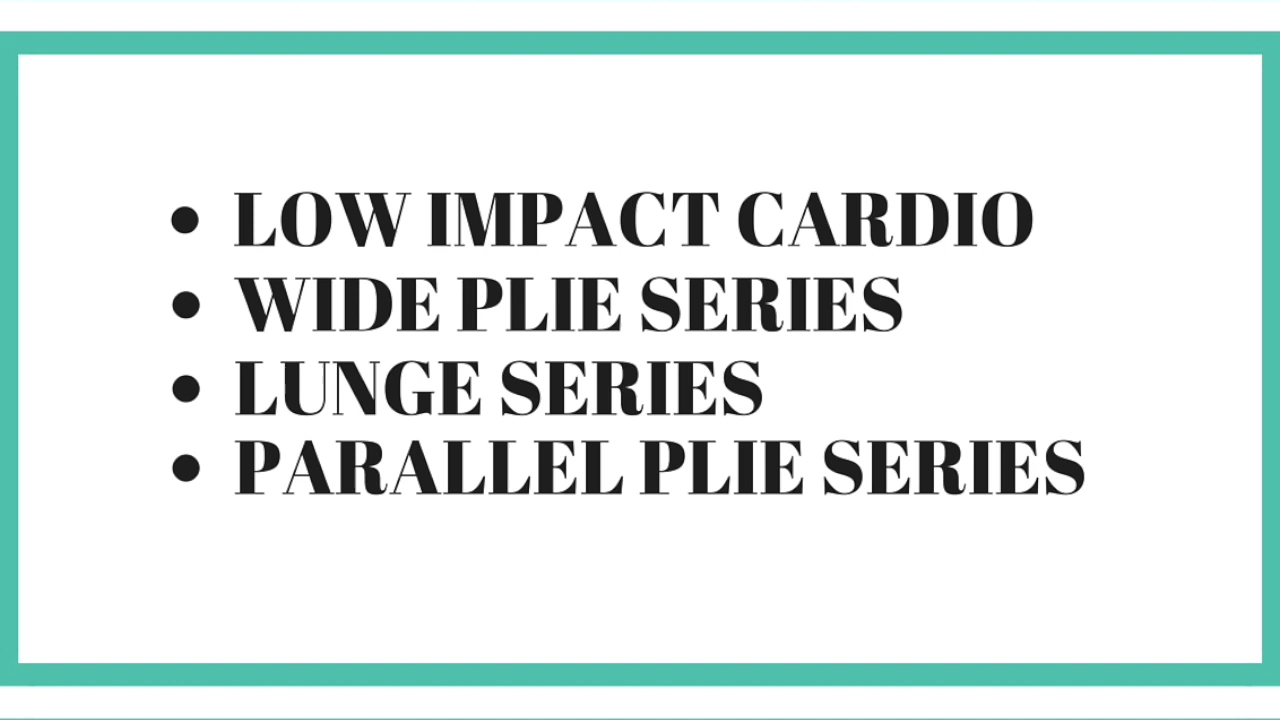 • LOW IMPACT CARDIO
• WIDE PLIE SERIES
• LUNGE SERIES
• PARALLEL PLIE SERIES